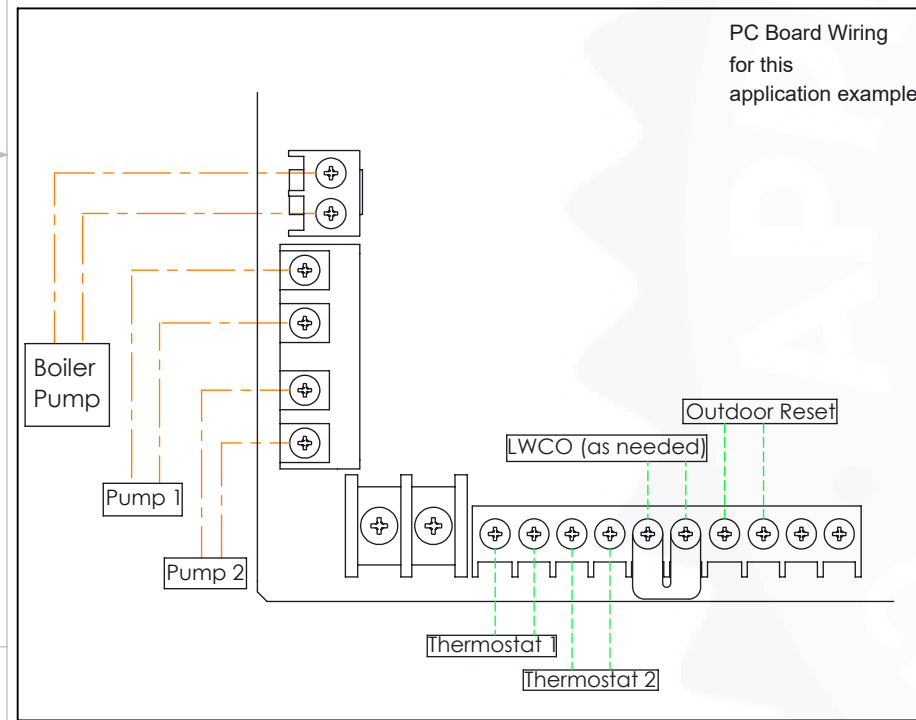 PC Board Wiring
for this
application example
Boiler
Pump
Outdoor Reset
LWCO (as needed)
Pump 1
Pump 2
Thermostat 1
Thermostat 2